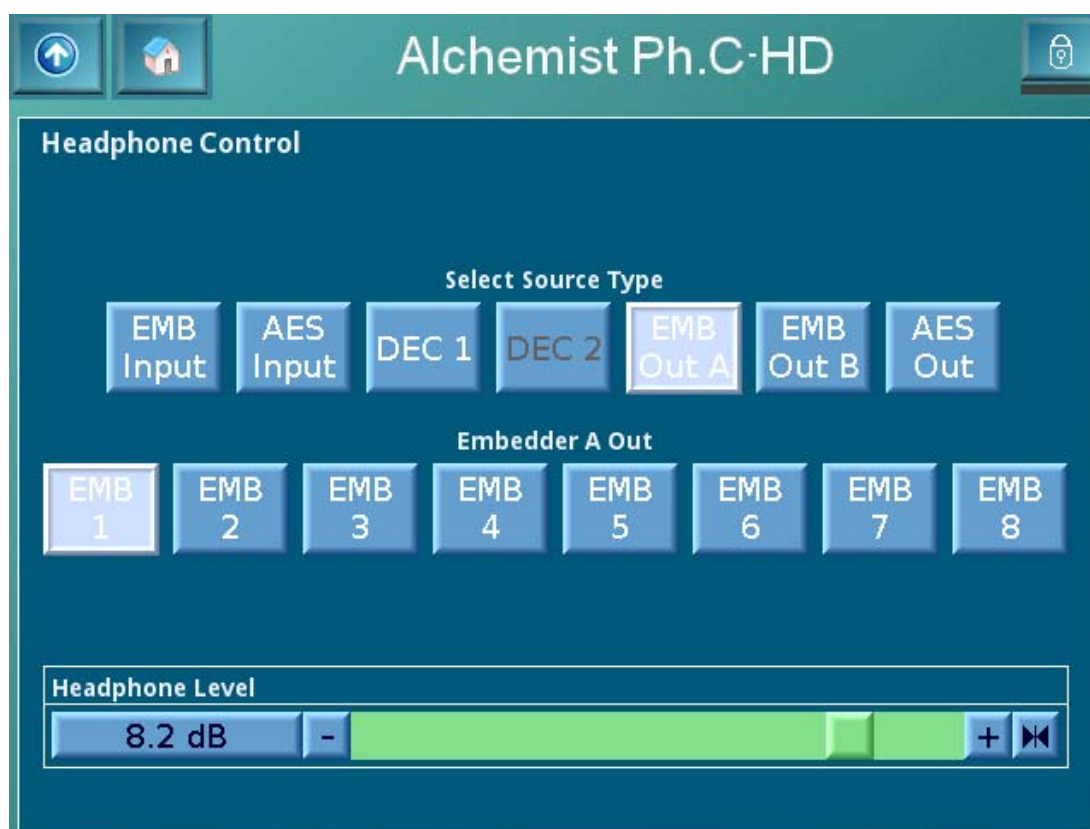 Alchemist Ph.C-HD
Headphone Control
Select Source Type
EMB Input
AES Input
DEC 1
DEC 2
EMB Out A
EMB Out B
AES Out
Embedder A Out
EMB 1
EMB 2
EMB 3
EMB 4
EMB 5
EMB 6
EMB 7
EMB 8
Headphone Level
8.2 dB
-
+